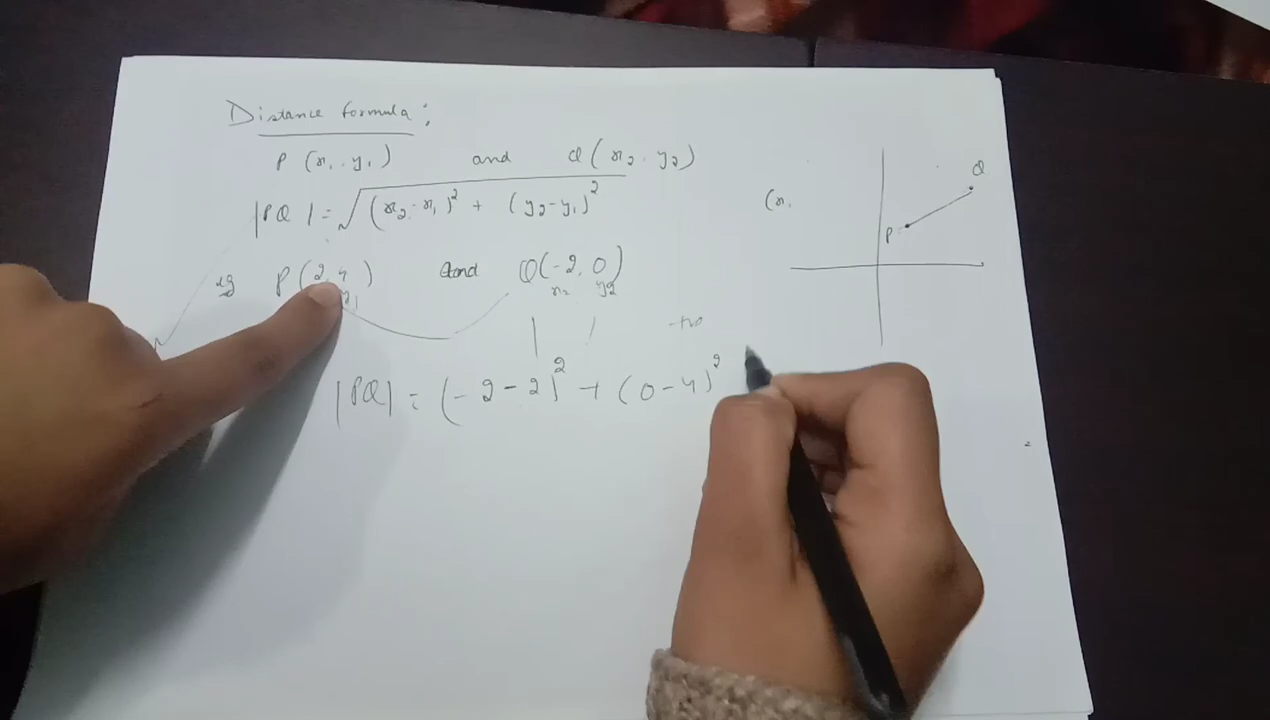 Distance formula:
P (x₁, y₁) and Q (x₂, y₂)
|PQ| = √(x₂-x₁)² + (y₂-y₁)²
eg P (2, 4) and Q(-2, 0)
y₁ x₂ y₂
|PQ| = (-2-2)² + (0-4)²
(x,
Q
P